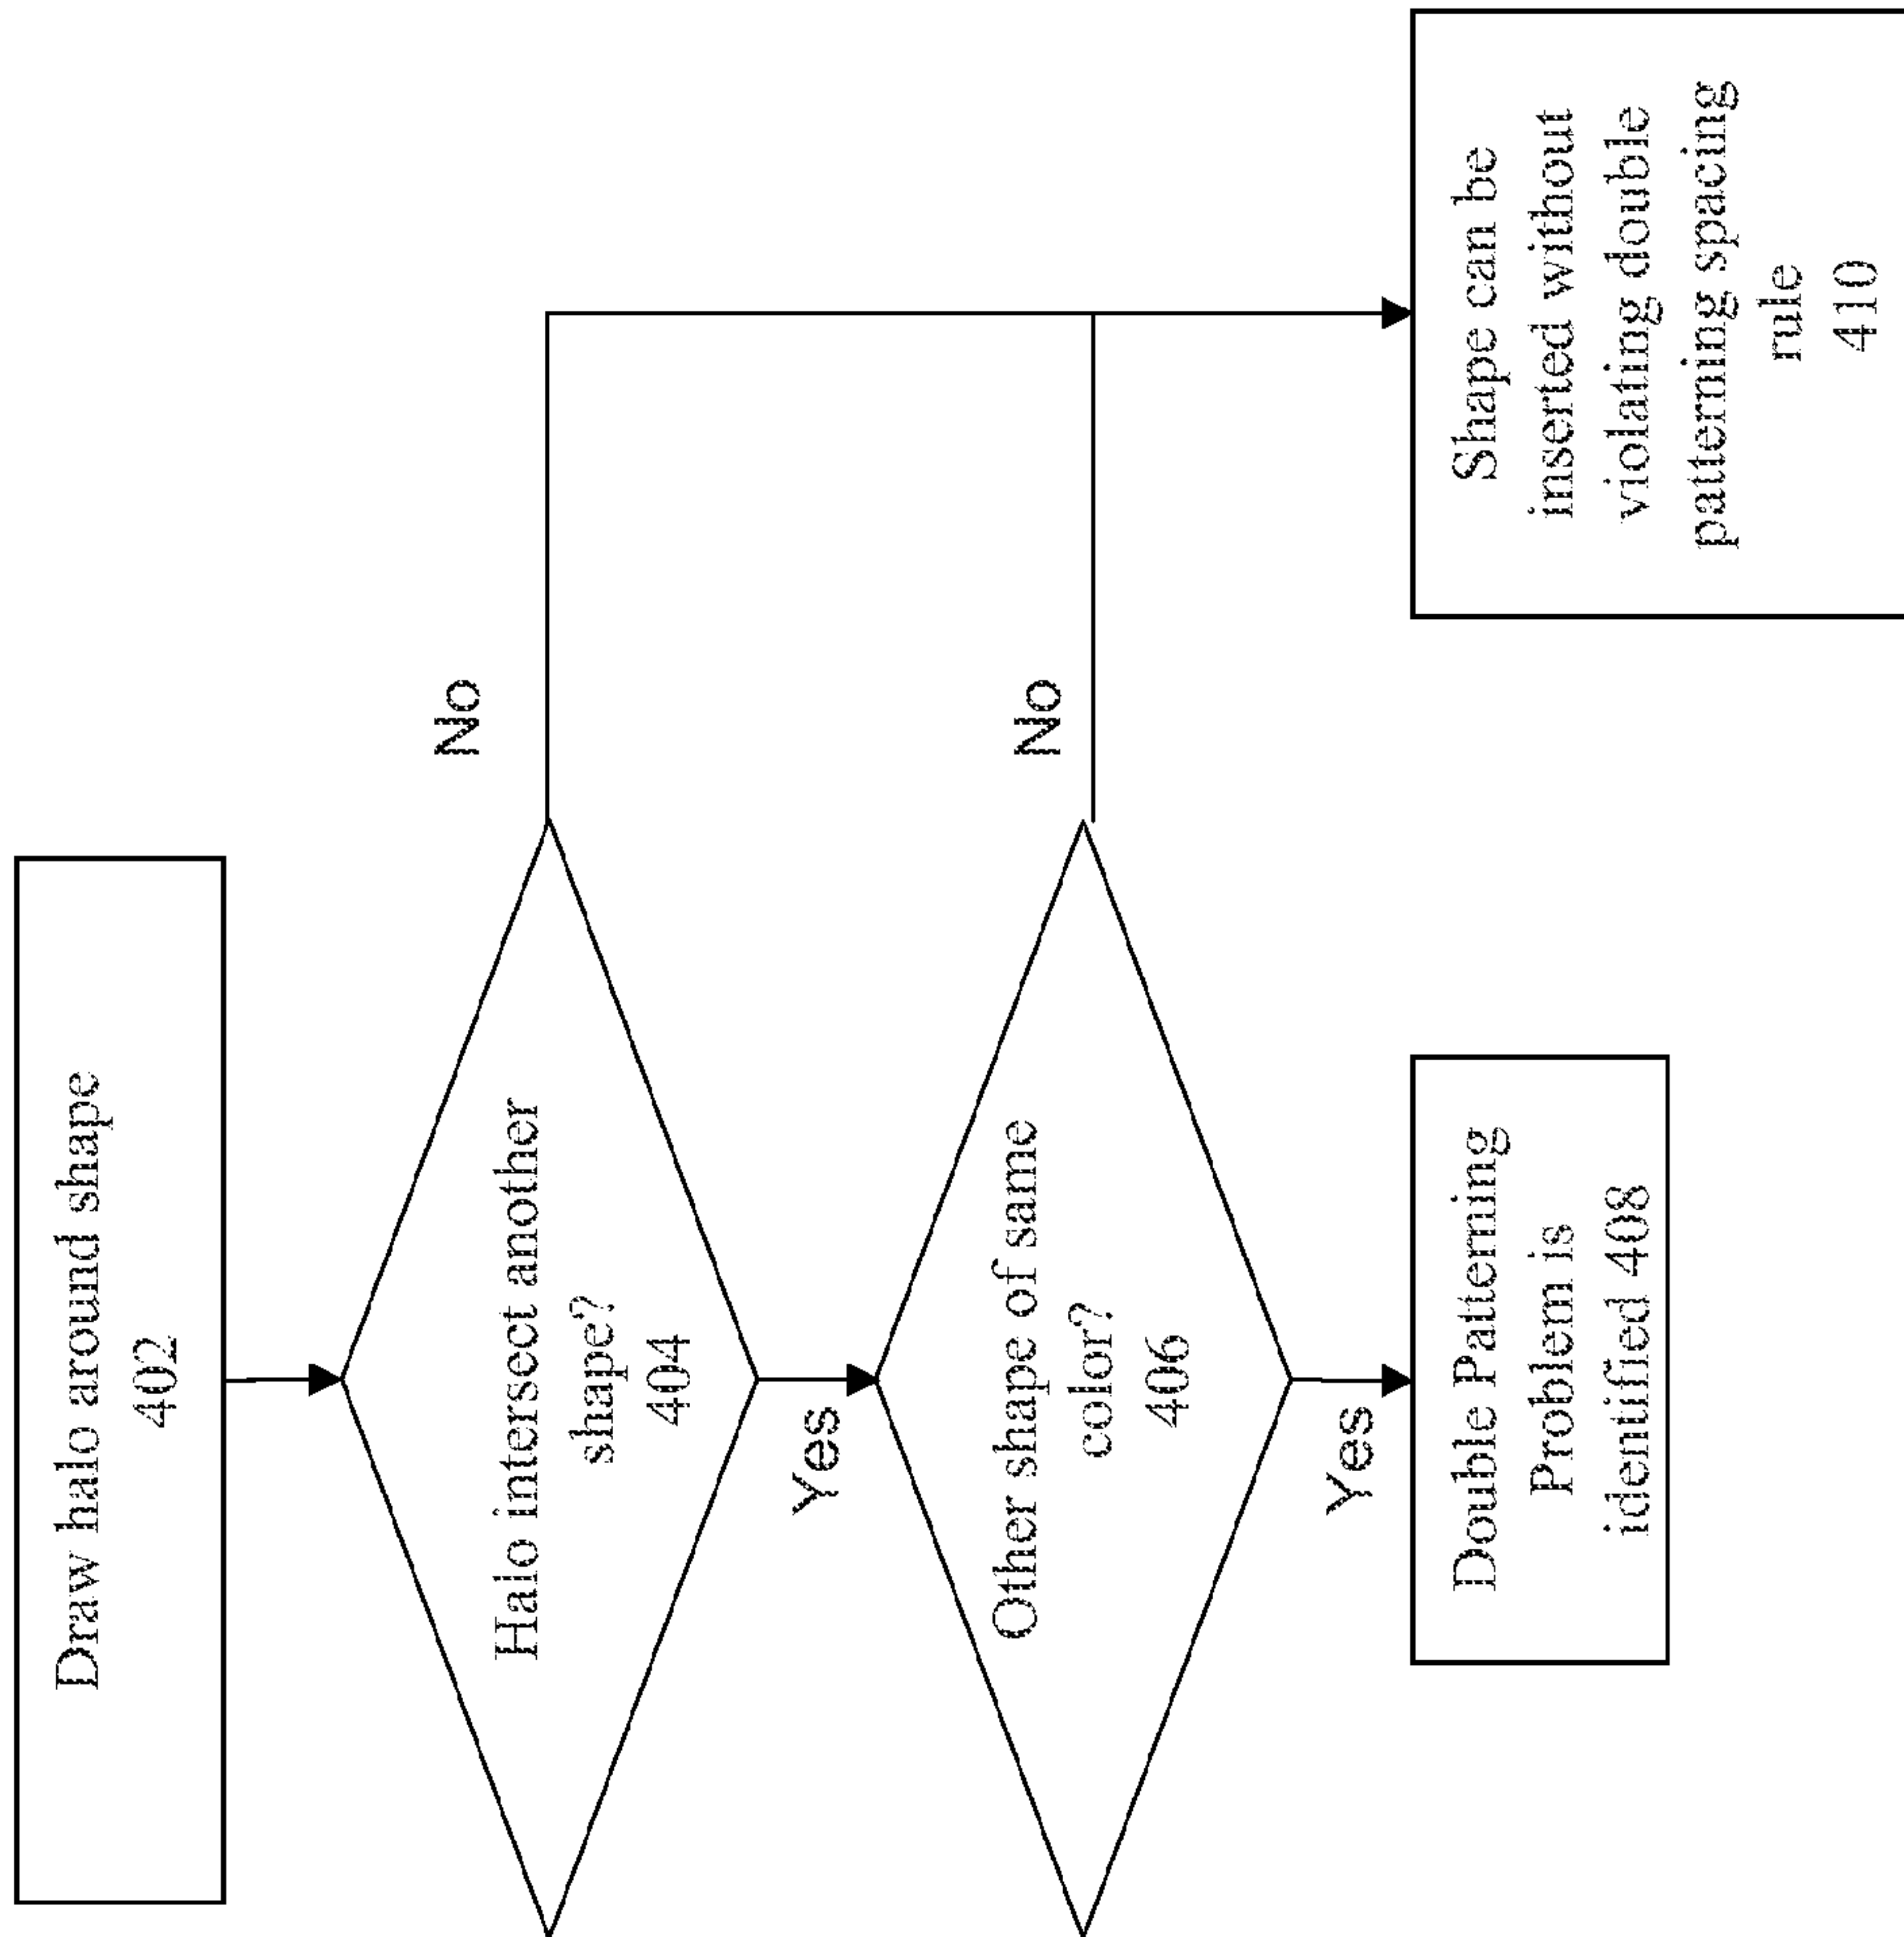 Draw halo around shape
402
Halo intersect another
shape?
404
No
Yes
Other shape of same
color?
406
No
Yes
Double Patterning
Problem is
identified 408
Shape can be
inserted without
violating double
patterning spacing
rule
410